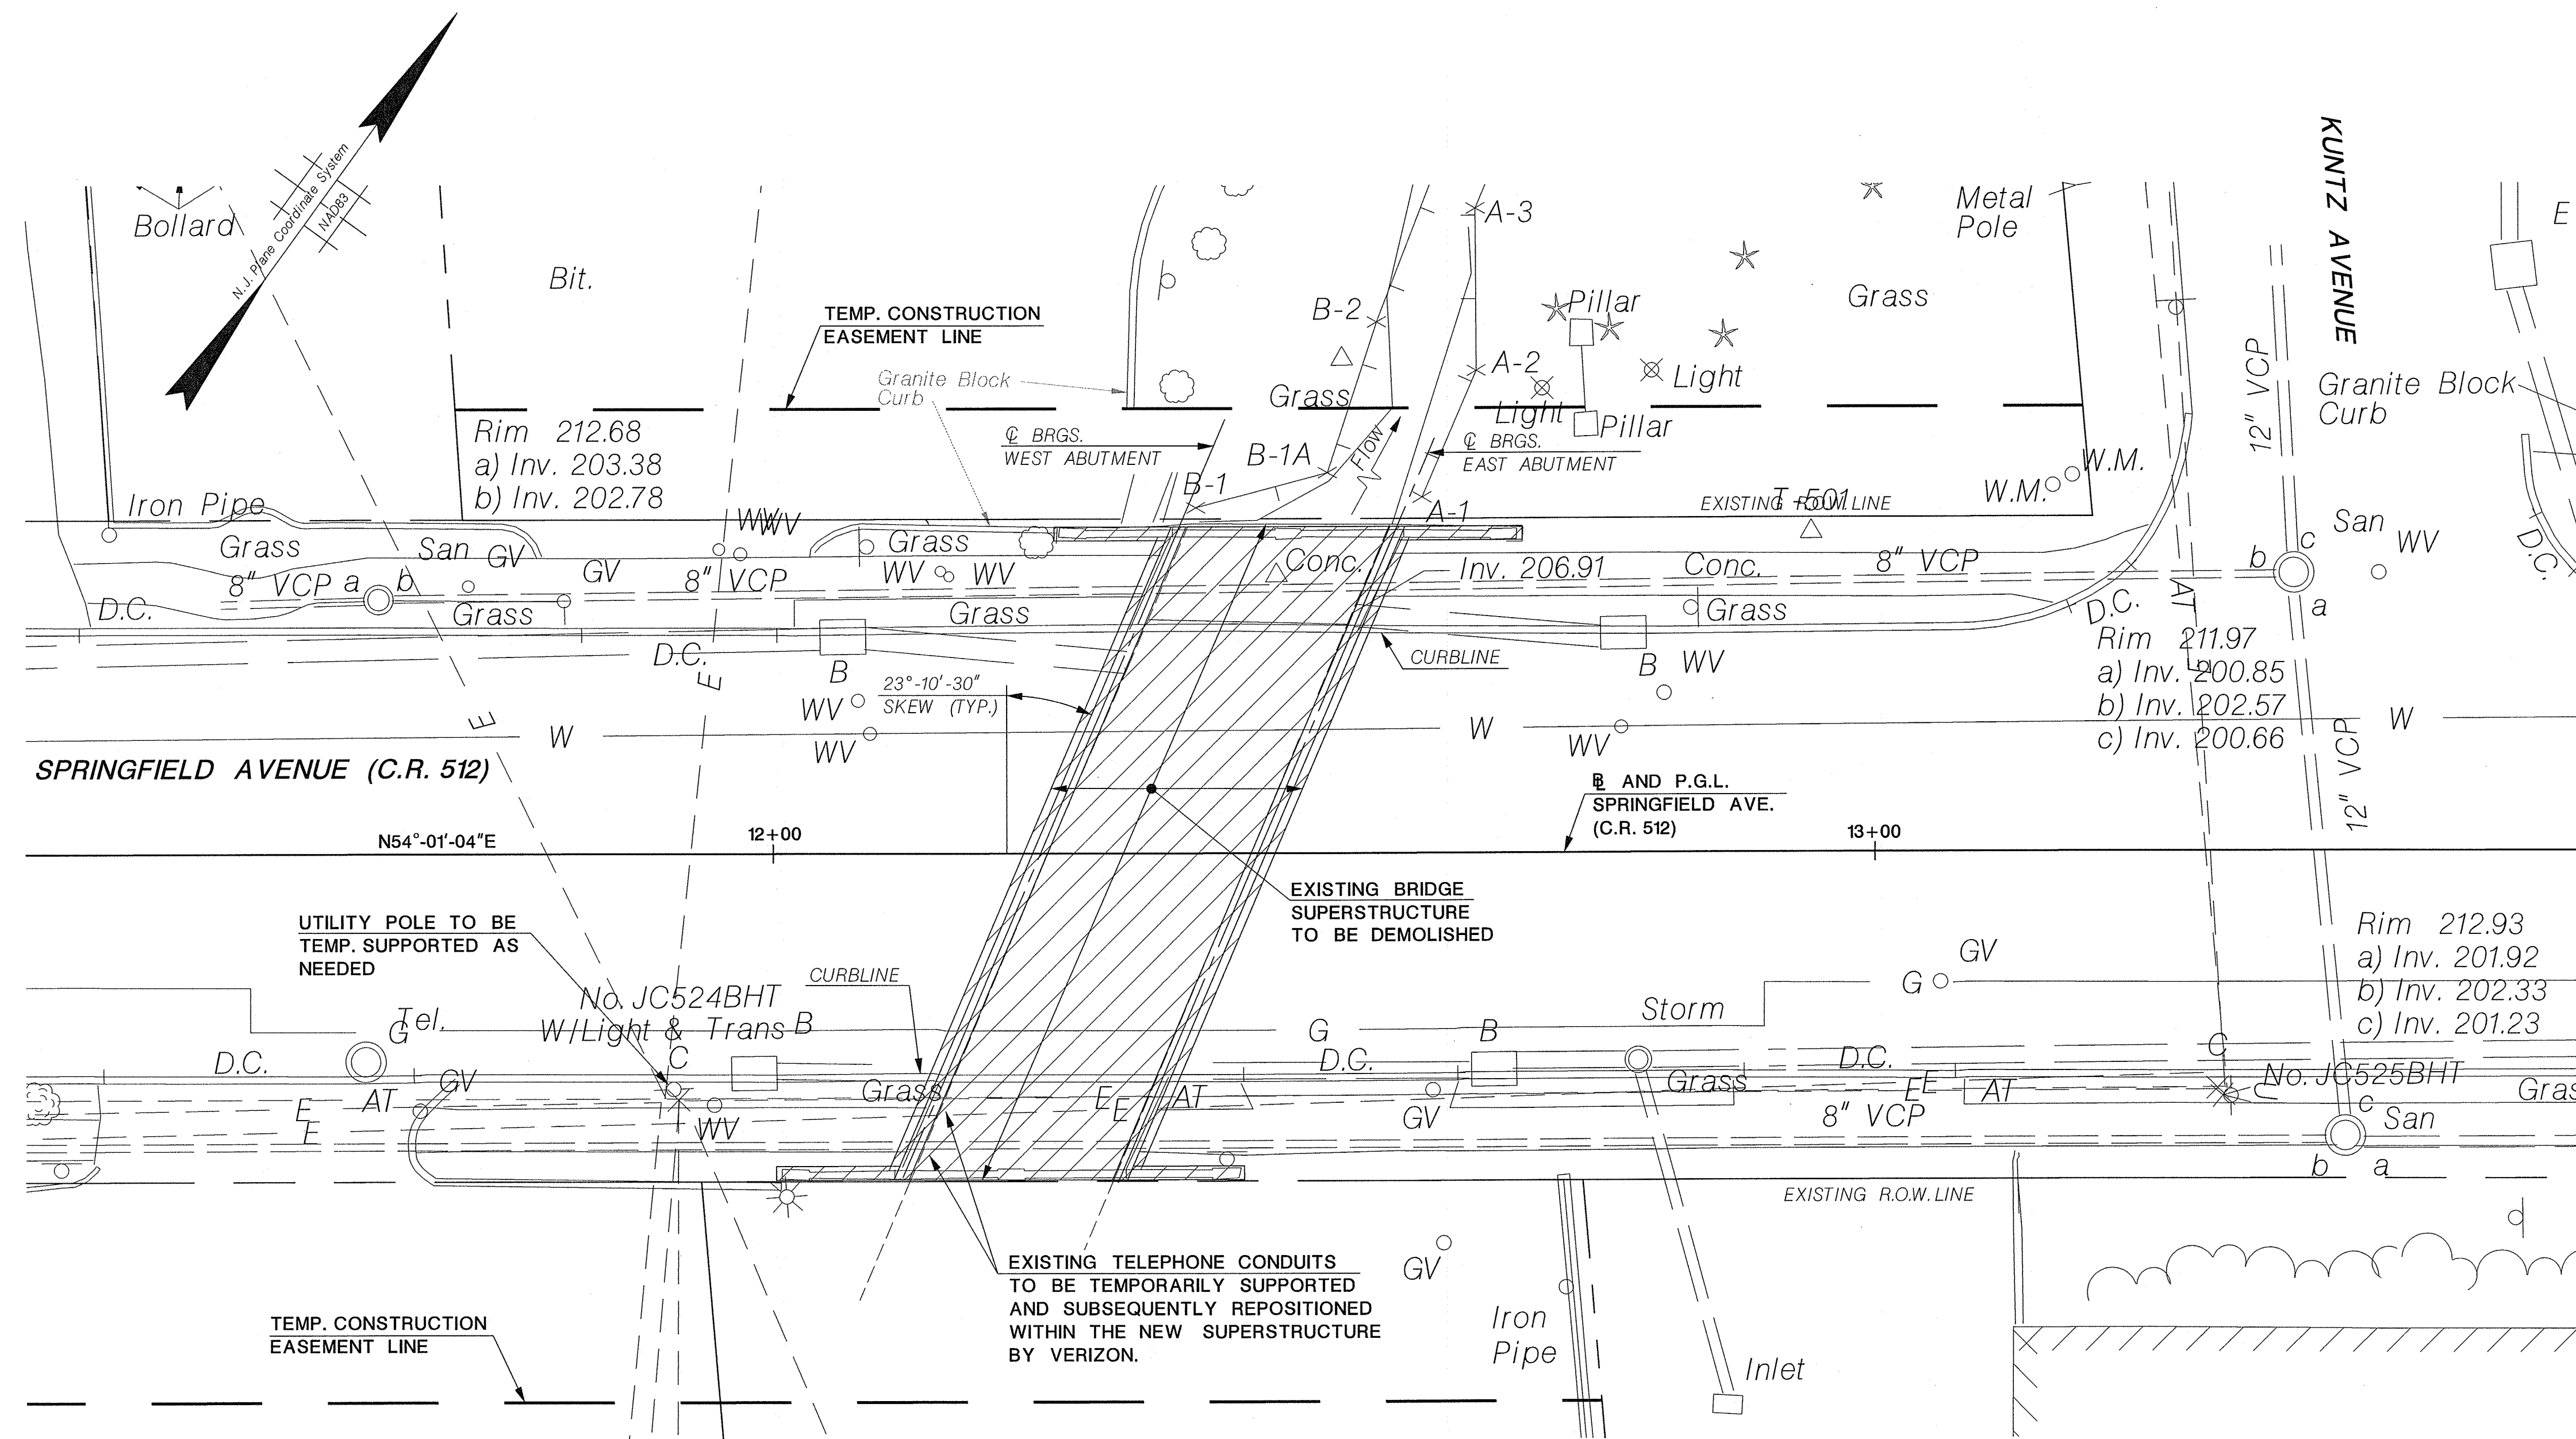 KUNTZ AVENUE
N. J. Plane Coordinate System
NAD83
Bollard
Bit.
Metal
Pole
E
A-3
B-2
Pillar
Grass
TEMP. CONSTRUCTION
EASEMENT LINE
A-2
Light
Granite Block
Curb
Grass
Light
Pillar
12" VCP
Granite Block
Curb
Rim 212.68
a) Inv. 203.38
b) Inv. 202.78
℄ BRGS.
WEST ABUTMENT
B-1A
Flow
℄ BRGS.
EAST ABUTMENT
W.M.
W.M.
B-1
A-1
Iron Pipe
EXISTING R.O.W. LINE
T-501
WV
WV
Grass
San
GV
GV
Grass
Conc.
Inv. 206.91
Conc.
8" VCP
San
WV
D.C.
8" VCP
a
b
8" VCP
WV
WV
b
c
a
D.C.
Grass
Grass
Grass
D.C.
AT
E
D.C.
B
CURBLINE
B
WV
Rim 211.97
a) Inv. 200.85
b) Inv. 202.57
c) Inv. 200.66
E
E
WV
23°-10'-30"
SKEW (TYP.)
WV
W
W
WV
W
12" VCP
SPRINGFIELD AVENUE (C.R. 512)
N54°-01'-04"E
12+00
℄ AND P.G.L.
SPRINGFIELD AVE.
(C.R. 512)
13+00
EXISTING BRIDGE
SUPERSTRUCTURE
TO BE DEMOLISHED
UTILITY POLE TO BE
TEMP. SUPPORTED AS
NEEDED
CURBLINE
No. JC524BHT
W/Light & Trans
B
C
Tel.
G
G
B
Storm
G
GV
Rim 212.93
a) Inv. 201.92
b) Inv. 202.33
c) Inv. 201.23
D.C.
GV
AT
E
E
Grass
E
E
AT
D.C.
GV
Grass
D.C.
E
E
AT
8" VCP
C
No. JC525BHT
Gras
WV
c
San
b
a
EXISTING R.O.W. LINE
EXISTING TELEPHONE CONDUITS
TO BE TEMPORARILY SUPPORTED
AND SUBSEQUENTLY REPOSITIONED
WITHIN THE NEW SUPERSTRUCTURE
BY VERIZON.
GV
Iron
Pipe
Inlet
TEMP. CONSTRUCTION
EASEMENT LINE